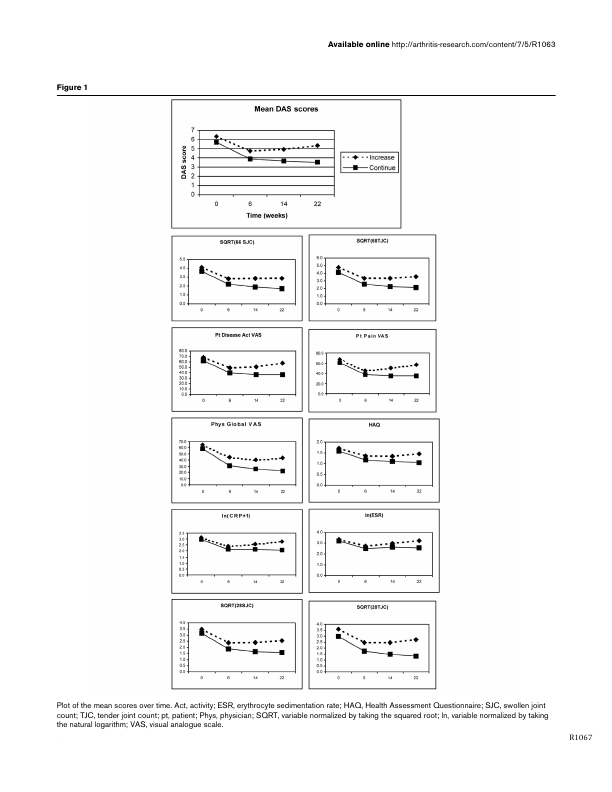 Available online http://arthritis-research.com/content/7/5/R1063
Figure 1
Mean DAS scores
7
6
5
4
3
2
1
0
DAS score
0 6 14 22
Time (weeks)
Increase
Continue
SQRT(66 SJC)
5.0
4.0
3.0
2.0
1.0
0.0
0 6 14 22
SQRT(68TJC)
6.0
5.0
4.0
3.0
2.0
1.0
0.0
0 6 14 22
Pt Disease Act VAS
80.0
70.0
60.0
50.0
40.0
30.0
20.0
10.0
0.0
0 6 14 22
Pt Pain VAS
80.0
60.0
40.0
20.0
0.0
0 6 14 22
Phys Global VAS
70.0
60.0
50.0
40.0
30.0
20.0
10.0
0.0
0 6 14 22
HAQ
2.0
1.5
1.0
0.5
0.0
0 6 14 22
ln(CRP+1)
3.5
3.0
2.5
2.0
1.5
1.0
0.5
0.0
0 6 14 22
ln(ESR)
4.0
3.0
2.0
1.0
0.0
0 6 14 22
SQRT(28SJC)
4.0
3.5
3.0
2.5
2.0
1.5
1.0
0.5
0.0
0 6 14 22
SQRT(28TJC)
4.0
3.5
3.0
2.5
2.0
1.5
1.0
0.5
0.0
0 6 14 22
Plot of the mean scores over time. Act, activity; ESR, erythrocyte sedimentation rate; HAQ, Health Assessment Questionnaire; SJC, swollen joint
count; TJC, tender joint count; pt, patient; Phys, physician; SQRT, variable normalized by taking the squared root; ln, variable normalized by taking
the natural logarithm; VAS, visual analogue scale.
R1067